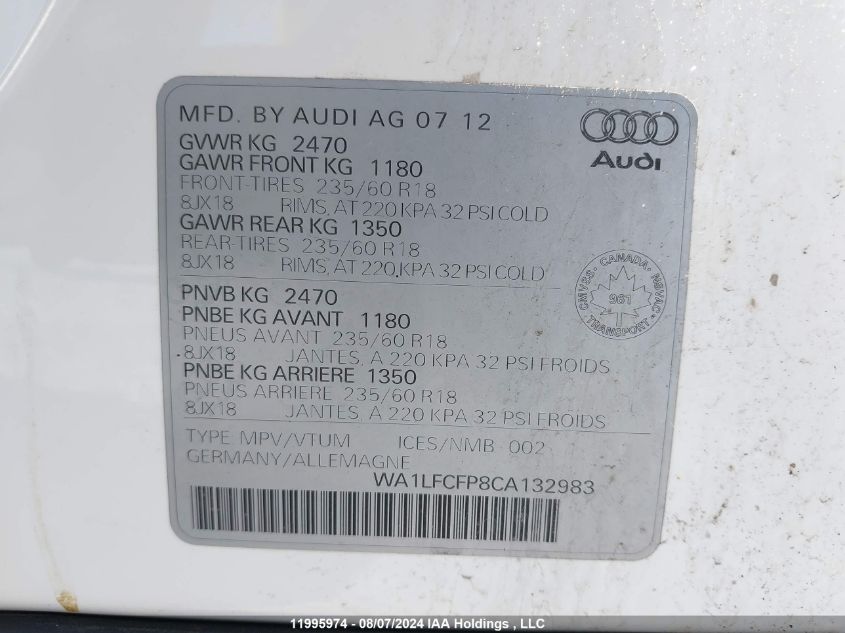 MFD. BY AUDI AG 07 12
Audi
GVWR KG 2470
GAWR FRONT KG 1180
FRONT-TIRES 235/60 R18
8JX18 RIMS, AT 220 KPA 32 PSI COLD
GAWR REAR KG 1350
REAR-TIRES 235/60 R18
8JX18 RIMS, AT 220,KPA 32 PSI COLD
CANADA
CMVSS NSVAC
961
TRANSPORT
PNVB KG 2470
PNBE KG AVANT 1180
PNEUS AVANT 235/60 R18
8JX18 JANTES, A 220 KPA 32 PSI FROIDS
PNBE KG ARRIERE 1350
PNEUS ARRIERE 235/60 R18
8JX18 JANTES, A 220 KPA 32 PSI FROIDS
TYPE: MPV/VTUM ICES/NMB-002
GERMANY/ALLEMAGNE
WA1LFCFP8CA132983
11995974 - 08/07/2024 IAA Holdings , LLC